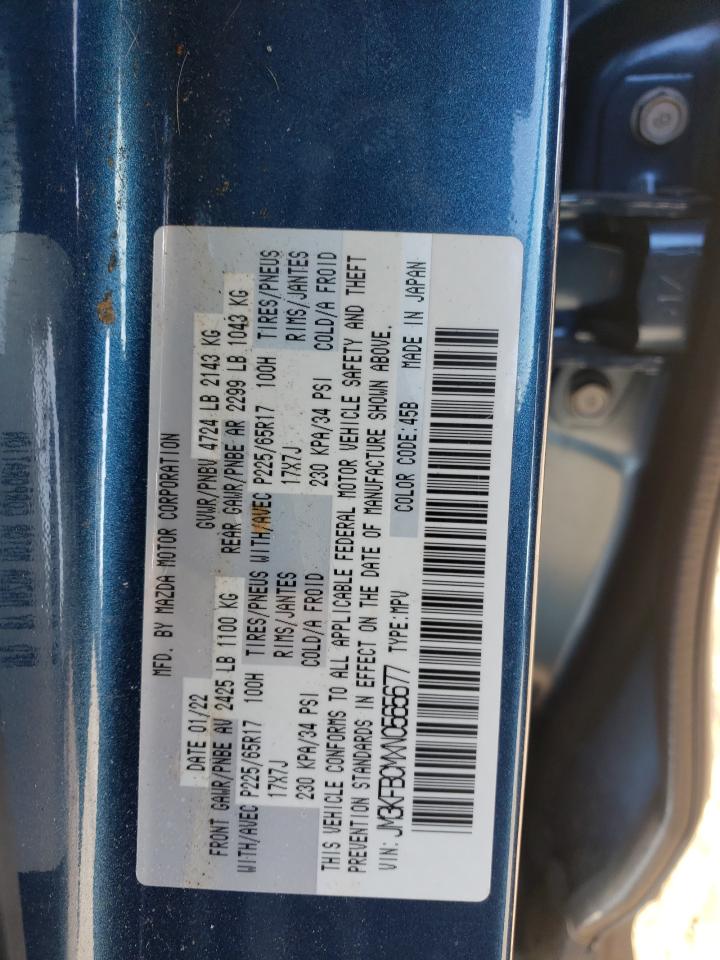 MFD. BY MAZDA MOTOR CORPORATION
DATE 01/22 GVWR/PNBV 4724 LB 2143 KG
FRONT GAWR/PNBE AV 2425 LB 1100 KG REAR GAWR/PNBE AR 2299 LB 1043 KG
WITH/AVEC P225/65R17 100H TIRES/PNEUS WITH/AVEC P225/65R17 100H TIRES/PNEUS
17X7J RIMS/JANTES 17X7J RIMS/JANTES
230 KPA/34 PSI COLD/A FROID 230 KPA/34 PSI COLD/A FROID
THIS VEHICLE CONFORMS TO ALL APPLICABLE FEDERAL MOTOR VEHICLE SAFETY AND THEFT
PREVENTION STANDARDS IN EFFECT ON THE DATE OF MANUFACTURE SHOWN ABOVE.
VIN: JM3KFBCMXN0565677 TYPE:MPV COLOR CODE:45B MADE IN JAPAN